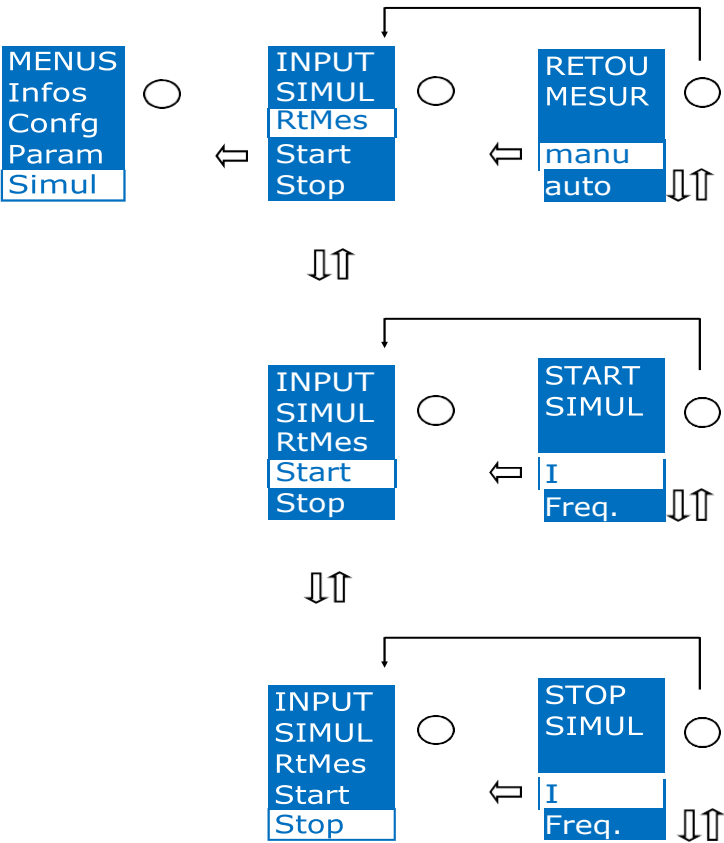 MENUS
Infos
Confg
Param
Simul
INPUT
SIMUL
RtMes
Start
Stop
RETOU
MESUR
manu
auto
INPUT
SIMUL
RtMes
Start
Stop
START
SIMUL
I
Freq.
INPUT
SIMUL
RtMes
Start
Stop
STOP
SIMUL
I
Freq.